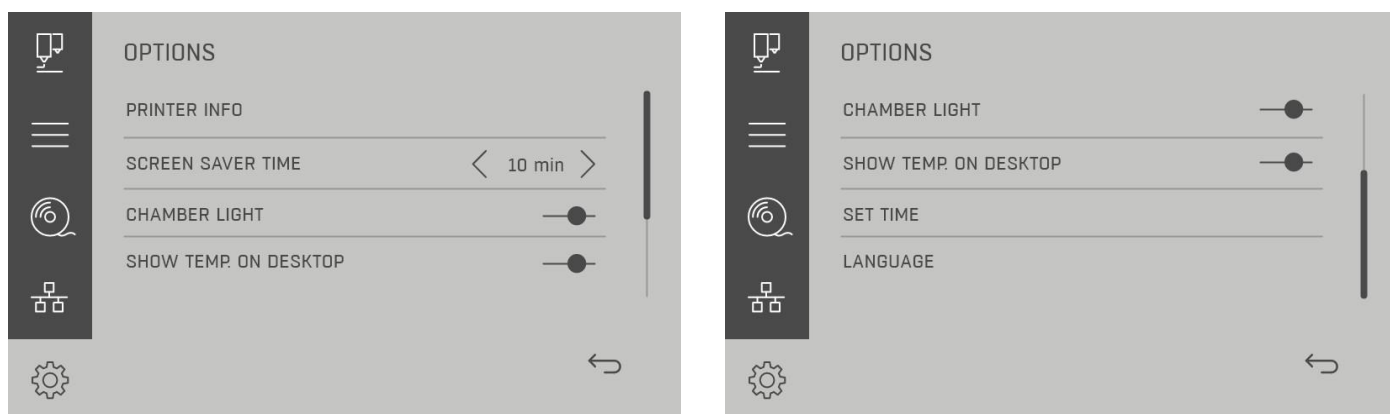 OPTIONS
PRINTER INFO
SCREEN SAVER TIME 10 min
CHAMBER LIGHT
SHOW TEMP. ON DESKTOP
OPTIONS
CHAMBER LIGHT
SHOW TEMP. ON DESKTOP
SET TIME
LANGUAGE